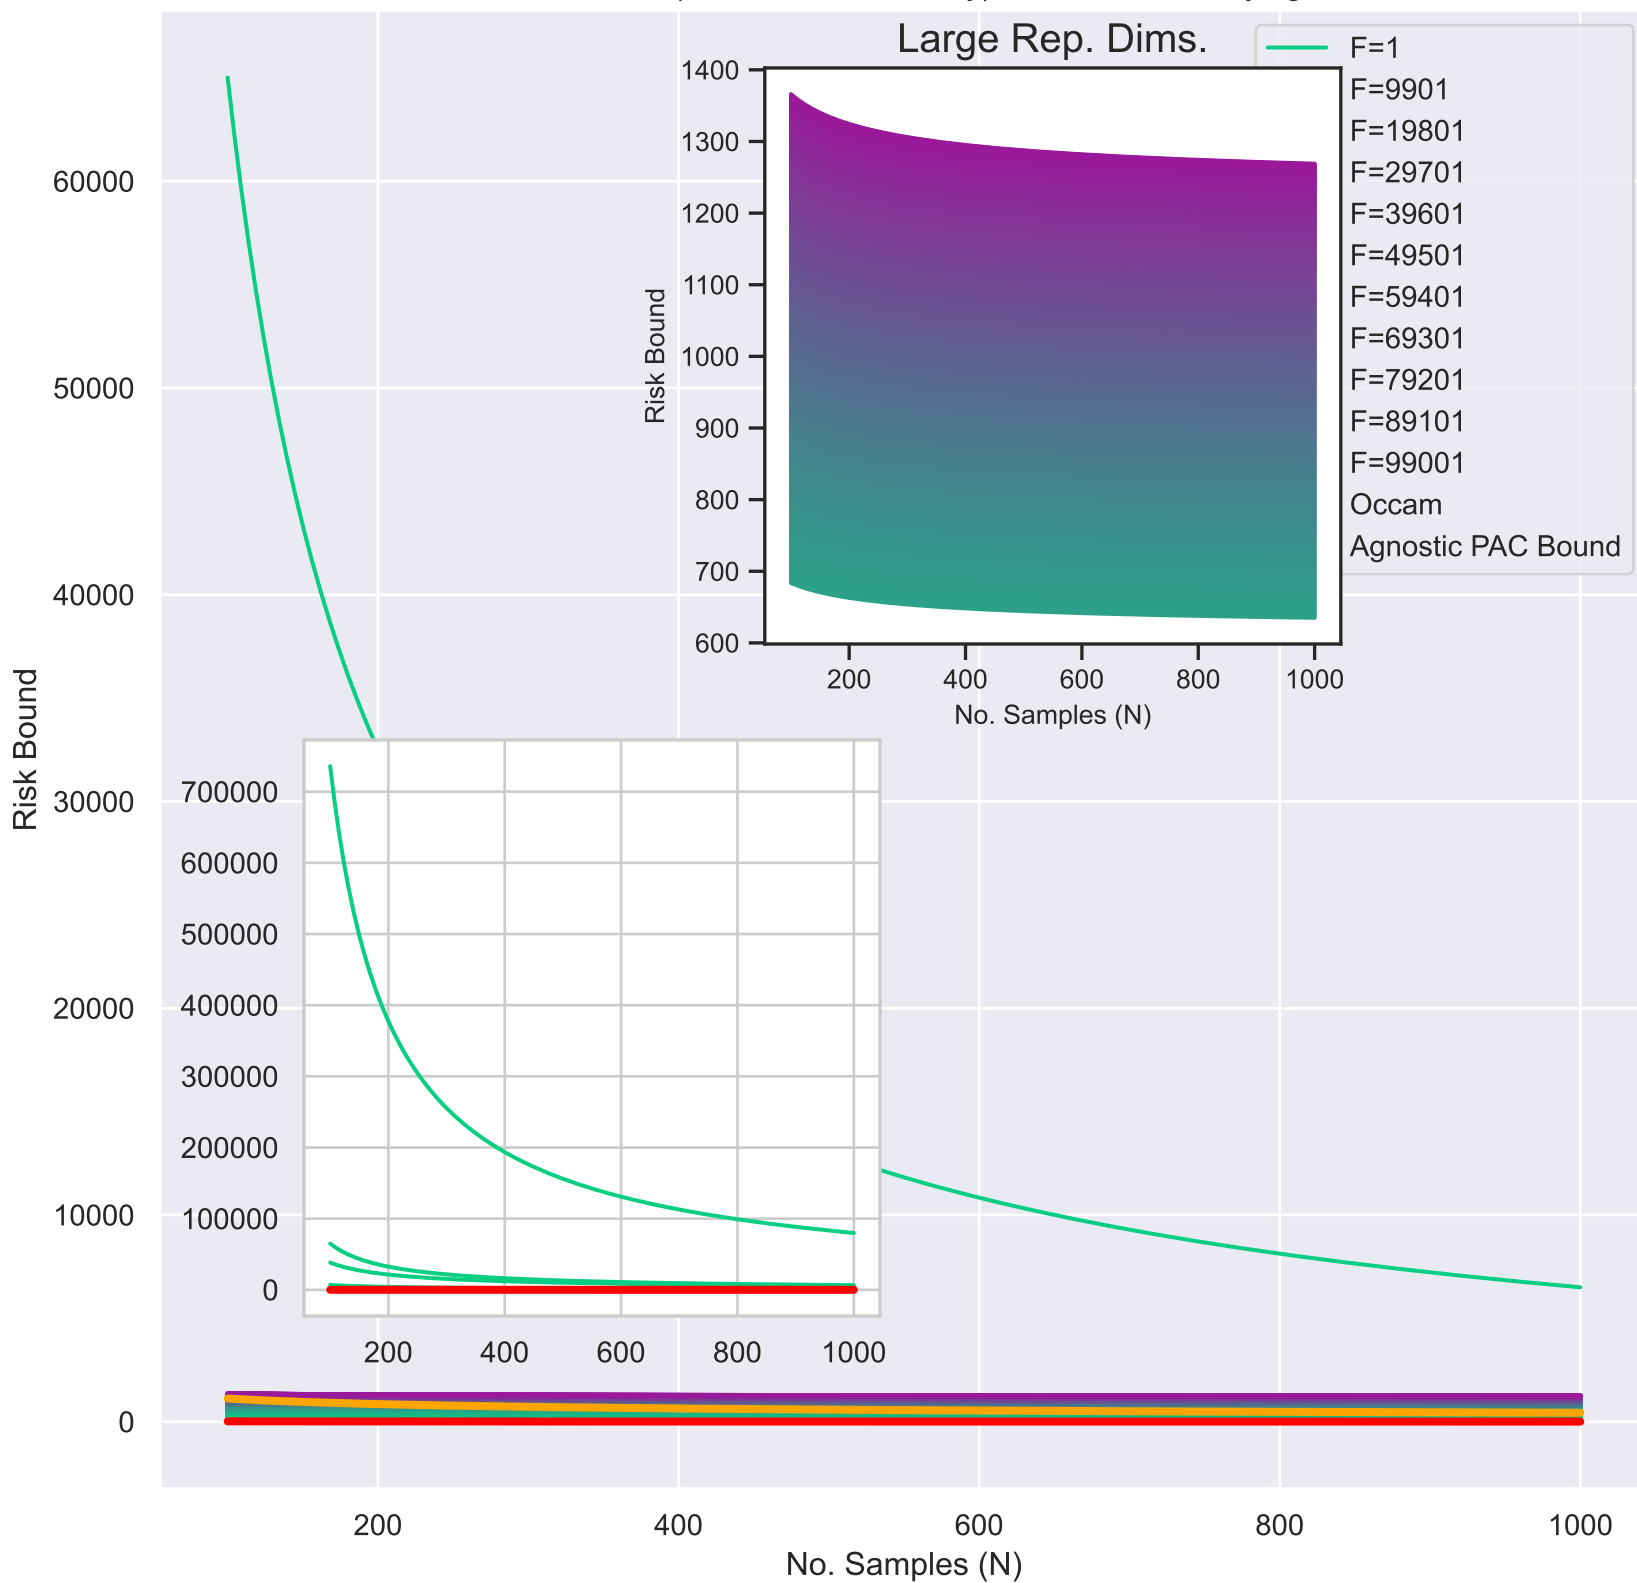 Large Rep. Dims.
F=1
F=9901
F=19801
F=29701
F=39601
F=49501
F=59401
F=69301
F=79201
F=89101
F=99001
Occam
Agnostic PAC Bound
1400
1300
1200
1100
1000
900
800
700
600
Risk Bound
200 400 600 800 1000
No. Samples (N)
60000
50000
40000
30000
20000
10000
0
Risk Bound
700000
600000
500000
400000
300000
200000
100000
0
200 400 600 800 1000
200 400 600 800 1000
No. Samples (N)